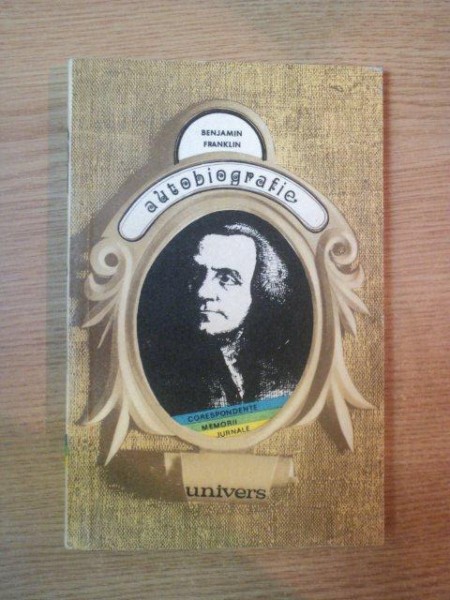 BENJAMIN
FRANKLIN
autobiografie
CORESPONDENȚE
MEMORII
JURNALE
univers